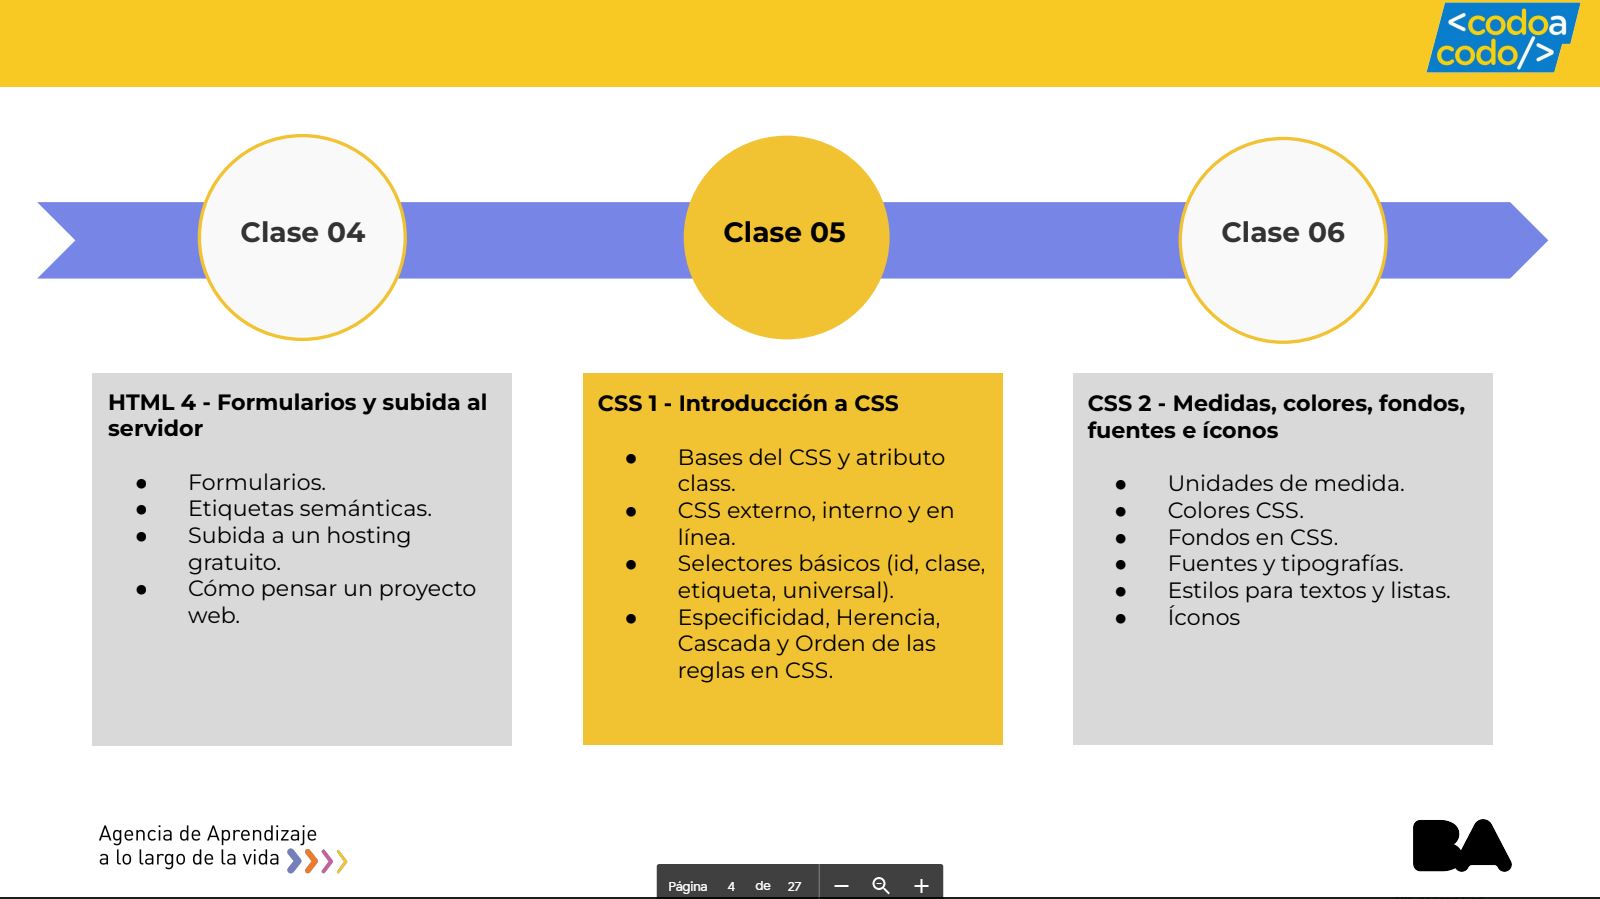 <codoa
codo/>
Clase 04
Clase 05
Clase 06
HTML 4 - Formularios y subida al
servidor
● Formularios.
● Etiquetas semánticas.
● Subida a un hosting
gratuito.
● Cómo pensar un proyecto
web.
CSS 1 - Introducción a CSS
● Bases del CSS y atributo
class.
● CSS externo, interno y en
línea.
● Selectores básicos (id, clase,
etiqueta, universal).
● Especificidad, Herencia,
Cascada y Orden de las
reglas en CSS.
CSS 2 - Medidas, colores, fondos,
fuentes e íconos
● Unidades de medida.
● Colores CSS.
● Fondos en CSS.
● Fuentes y tipografías.
● Estilos para textos y listas.
● Íconos
Agencia de Aprendizaje
a lo largo de la vida
BA
Página 4 de 27